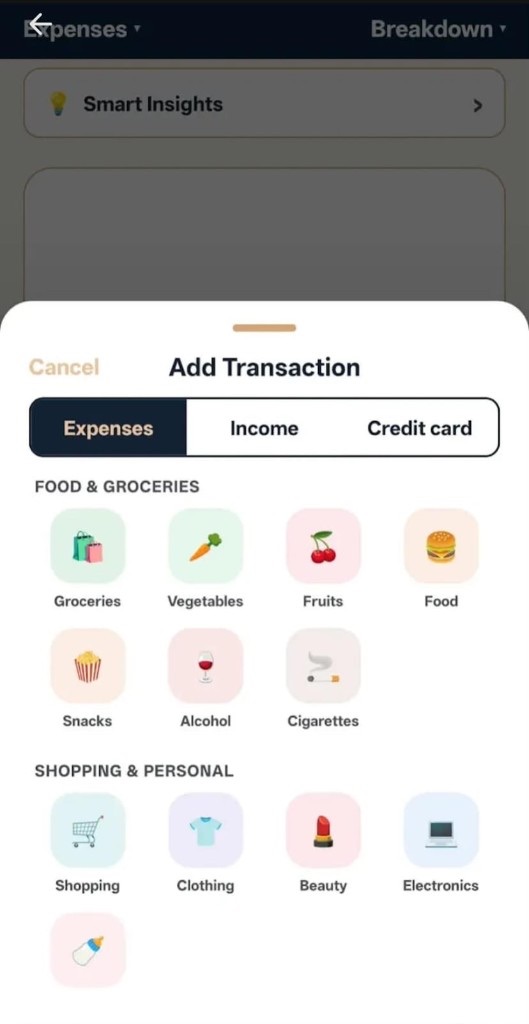 Expenses ▾ Breakdown ▾
Smart Insights
Cancel Add Transaction
Expenses Income Credit card
FOOD & GROCERIES
Groceries Vegetables Fruits Food
Snacks Alcohol Cigarettes
SHOPPING & PERSONAL
Shopping Clothing Beauty Electronics